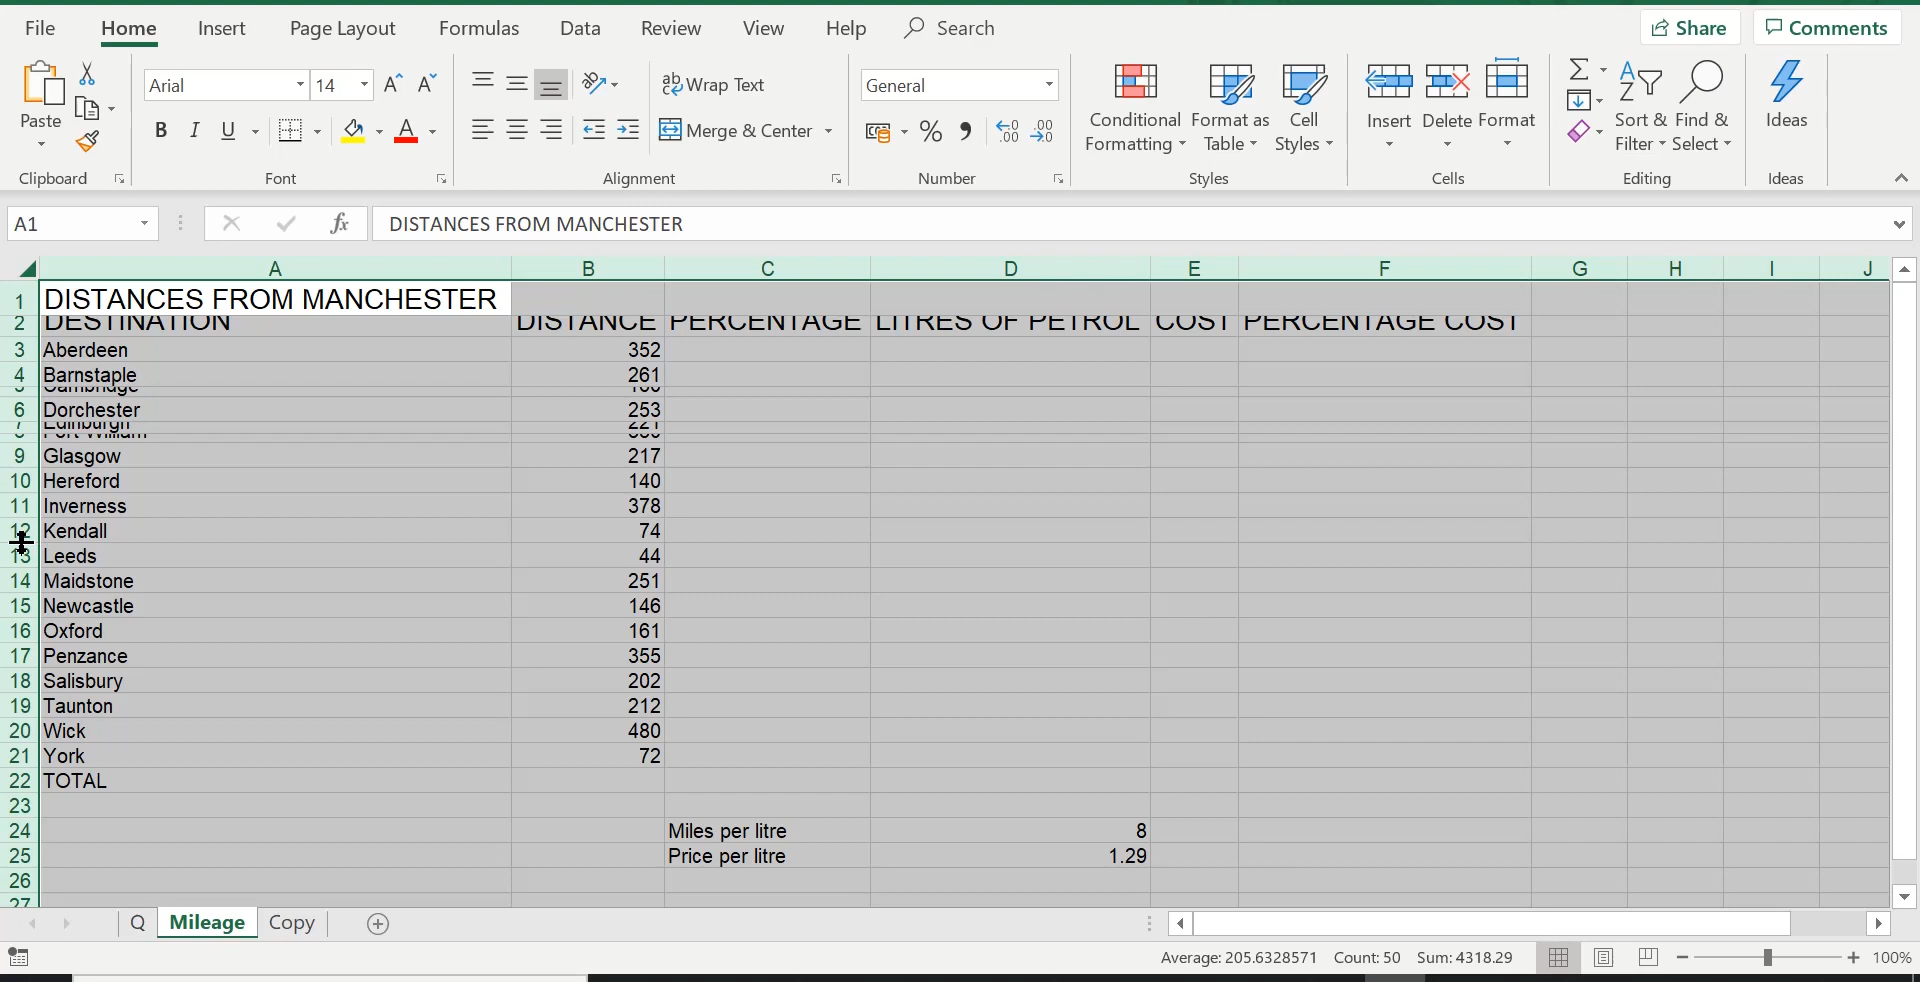 File Home Insert Page Layout Formulas Data Review View Help Search Share Comments
Arial 14 ab Wrap Text General
Paste B I U A Merge & Center % Conditional Formatting Format as Table Cell Styles Insert Delete Format Sort & Filter Find & Select Ideas
Clipboard Font Alignment Number Styles Cells Editing Ideas
A1 fx DISTANCES FROM MANCHESTER
A B C D E F G H I J
1 DISTANCES FROM MANCHESTER
2 DESTINATION DISTANCE PERCENTAGE LITRES OF PETROL COST PERCENTAGE COST
3 Aberdeen 352
4 Barnstaple 261
5 Cambridge
6 Dorchester 253
7 Edinburgh 221
8 Fort William
9 Glasgow 217
10 Hereford 140
11 Inverness 378
12 Kendall 74
13 Leeds 44
14 Maidstone 251
15 Newcastle 146
16 Oxford 161
17 Penzance 355
18 Salisbury 202
19 Taunton 212
20 Wick 480
21 York 72
22 TOTAL
23
24 Miles per litre 8
25 Price per litre 1.29
26
27
Q Mileage Copy
Average: 205.6328571 Count: 50 Sum: 4318.29 100%